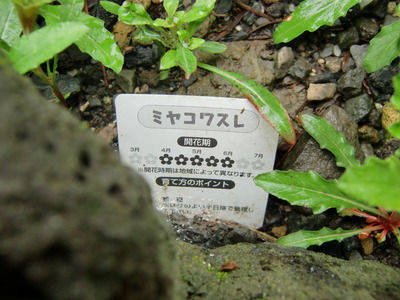 ミヤコワスレ
開花期
3月 4月 5月 6月 7月
※開花時期は地域によって異なります。
育て方のポイント